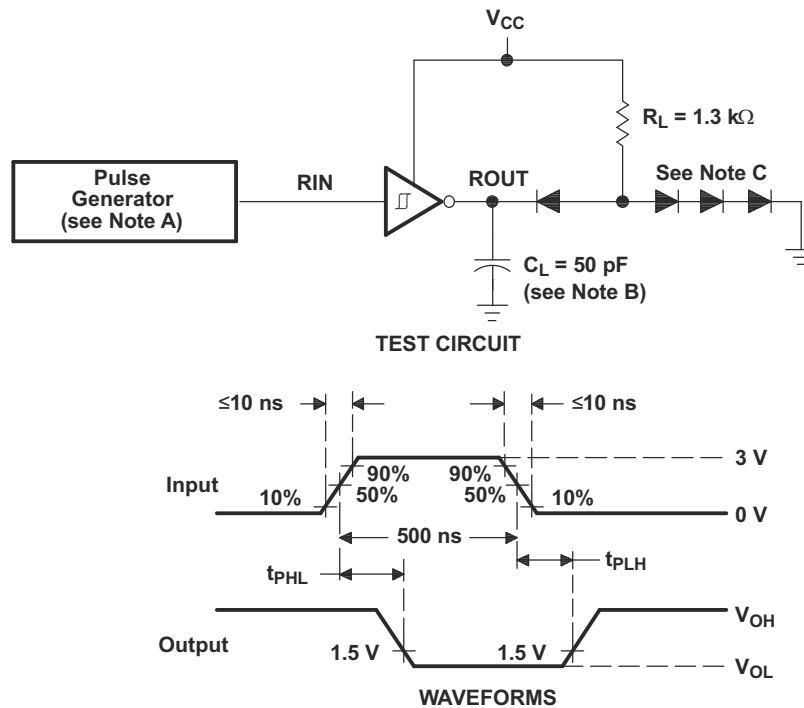 VCC
RL = 1.3 kΩ
Pulse
Generator
(see Note A)
RIN
ROUT
See Note C
CL = 50 pF
(see Note B)
TEST CIRCUIT
≤10 ns
≤10 ns
Input
10%
90%
50%
90%
50%
10%
3 V
0 V
500 ns
tPHL
tPLH
Output
1.5 V
1.5 V
VOH
VOL
WAVEFORMS